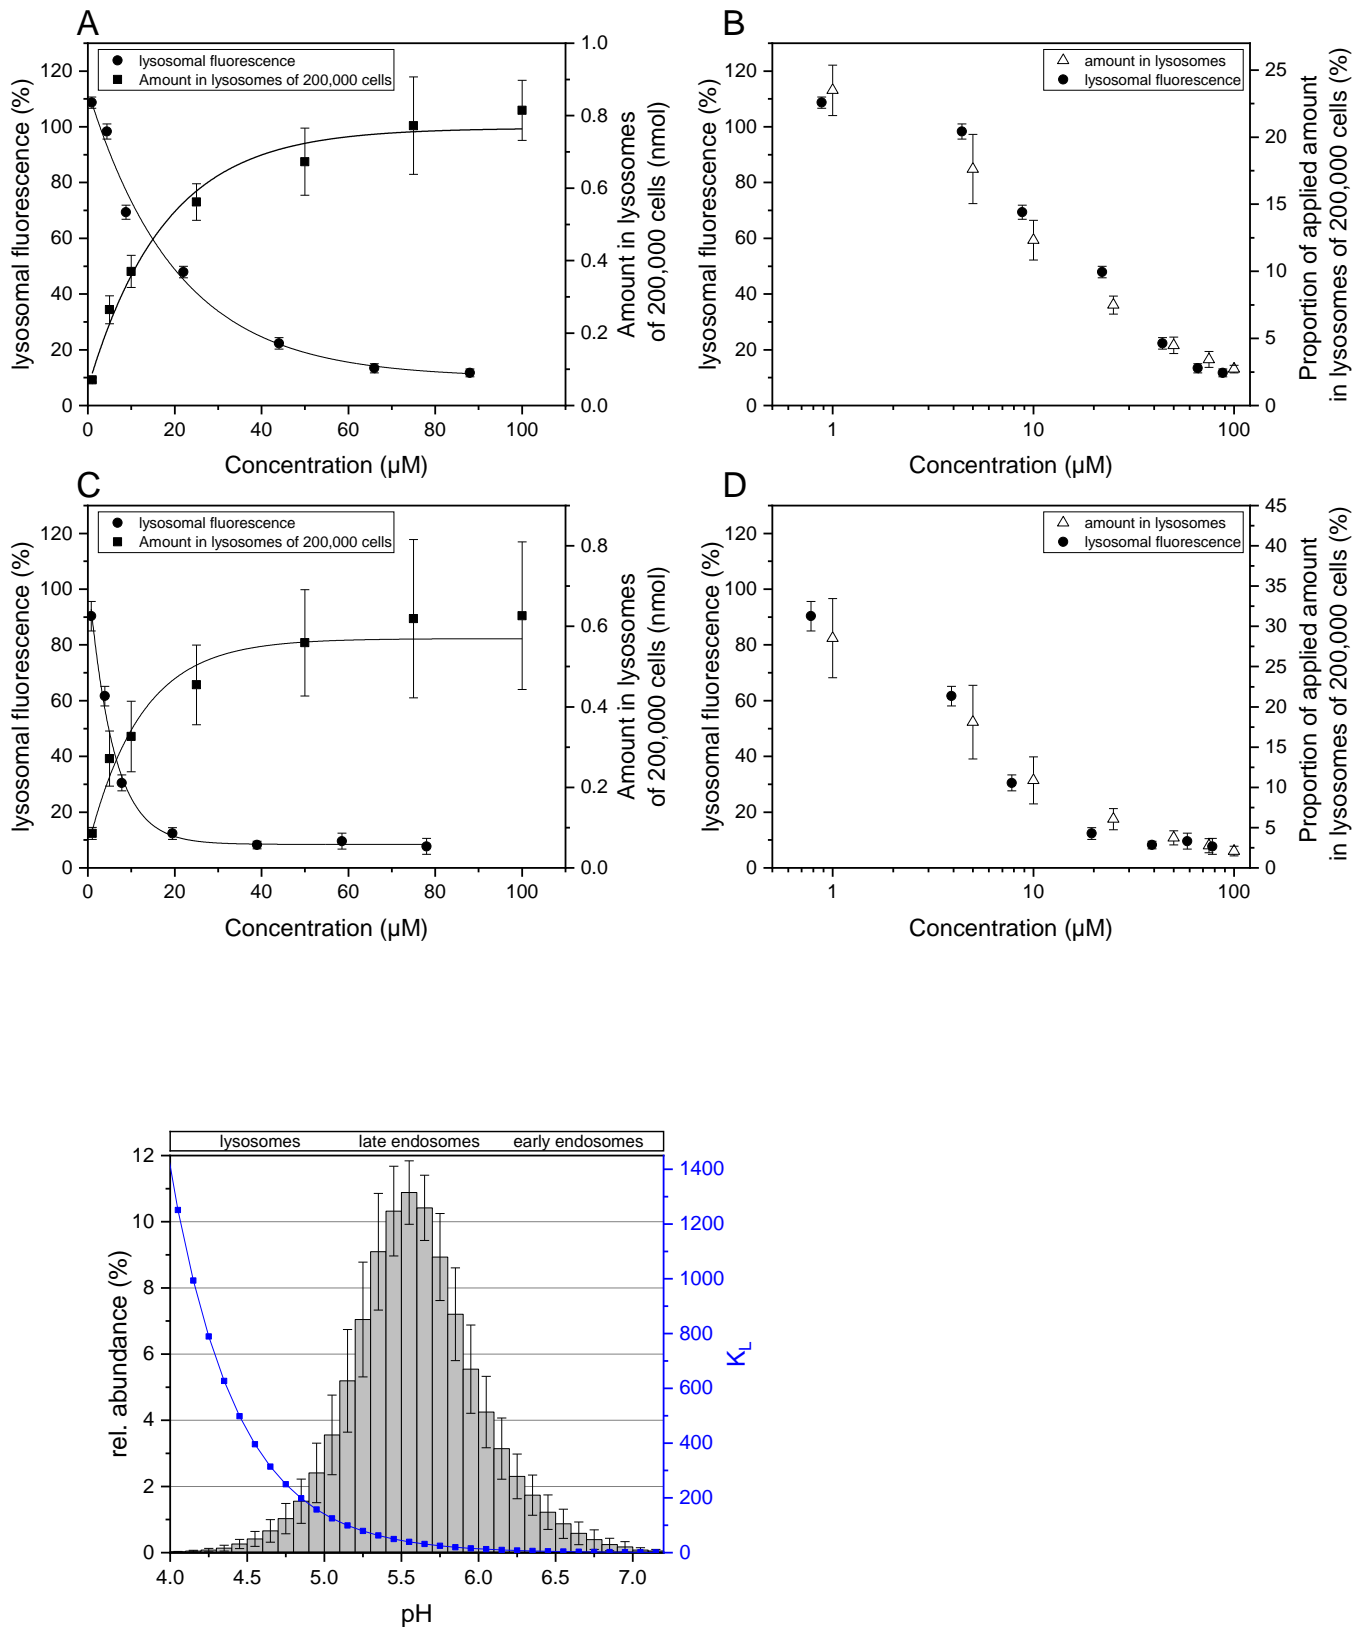 A
lysosomal fluorescence
Amount in lysosomes of 200,000 cells
lysosomal fluorescence (%)
120
100
80
60
40
20
0
1.0
0.8
0.6
0.4
0.2
0.0
Amount in lysosomes
of 200,000 cells (nmol)
0 20 40 60 80 100
Concentration (µM)
B
amount in lysosomes
lysosomal fluorescence
lysosomal fluorescence (%)
120
100
80
60
40
20
0
25
20
15
10
5
0
Proportion of applied amount
in lysosomes of 200,000 cells (%)
1 10 100
Concentration (µM)
C
lysosomal fluorescence
Amount in lysosomes of 200,000 cells
lysosomal fluorescence (%)
120
100
80
60
40
20
0
0.8
0.6
0.4
0.2
0.0
Amount in lysosomes
of 200,000 cells (nmol)
0 20 40 60 80 100
Concentration (µM)
D
amount in lysosomes
lysosomal fluorescence
lysosomal fluorescence (%)
120
100
80
60
40
20
0
45
40
35
30
25
20
15
10
5
0
Proportion of applied amount
in lysosomes of 200,000 cells (%)
1 10 100
Concentration (µM)
lysosomes late endosomes early endosomes
rel. abundance (%)
12
10
8
6
4
2
0
1400
1200
1000
800
600
400
200
0
K_L
4.0 4.5 5.0 5.5 6.0 6.5 7.0
pH